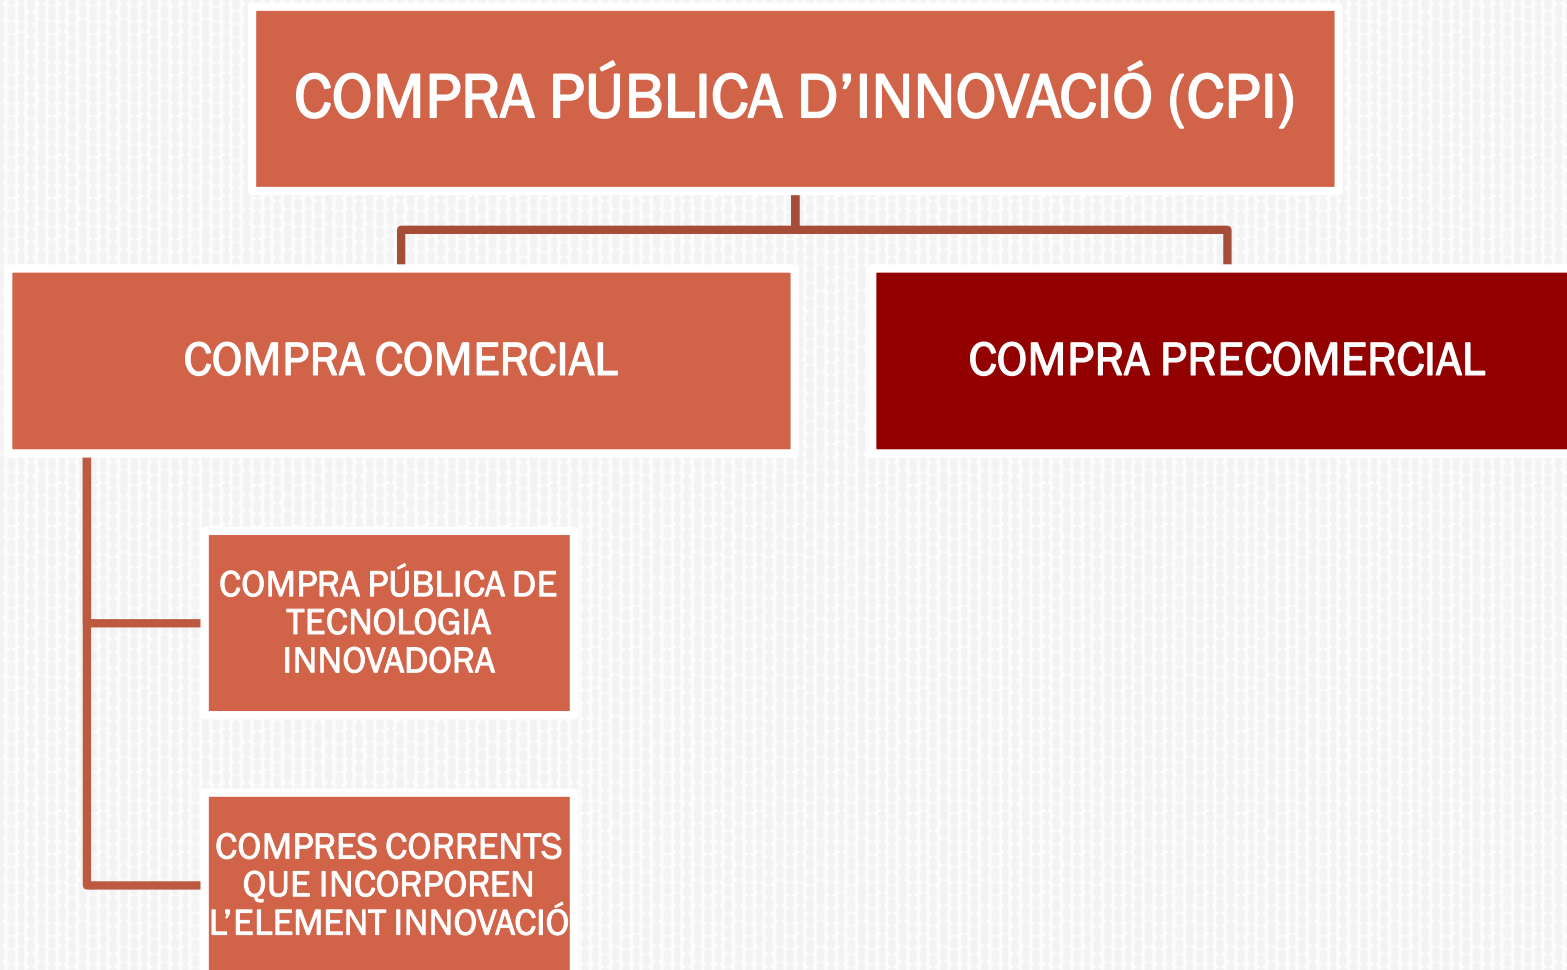 COMPRA PÚBLICA D’INNOVACIÓ (CPI)
COMPRA COMERCIAL
COMPRA PRECOMERCIAL
COMPRA PÚBLICA DE
TECNOLOGIA
INNOVADORA
COMPRES CORRENTS
QUE INCORPOREN
L’ELEMENT INNOVACIÓ